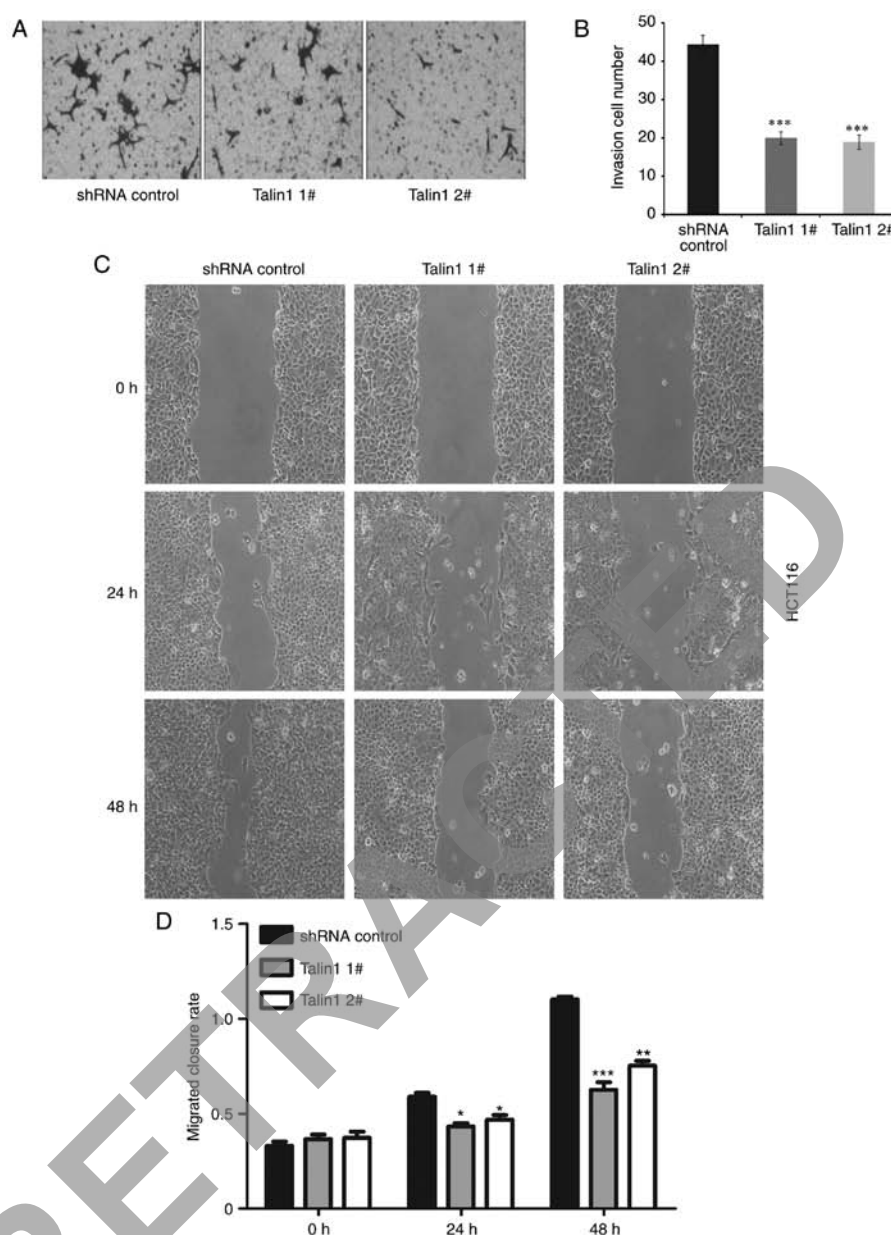 A
shRNA control
Talin1 1#
Talin1 2#
B
Invasion cell number
50
40
30
20
10
0
***
***
shRNA
control
Talin1 1#
Talin1 2#
C
shRNA control
Talin1 1#
Talin1 2#
0 h
24 h
48 h
HCT116
D
Migrated closure rate
1.5
1.0
0.5
0
shRNA control
Talin1 1#
Talin1 2#
*
*
***
**
0 h
24 h
48 h
RETRACTED